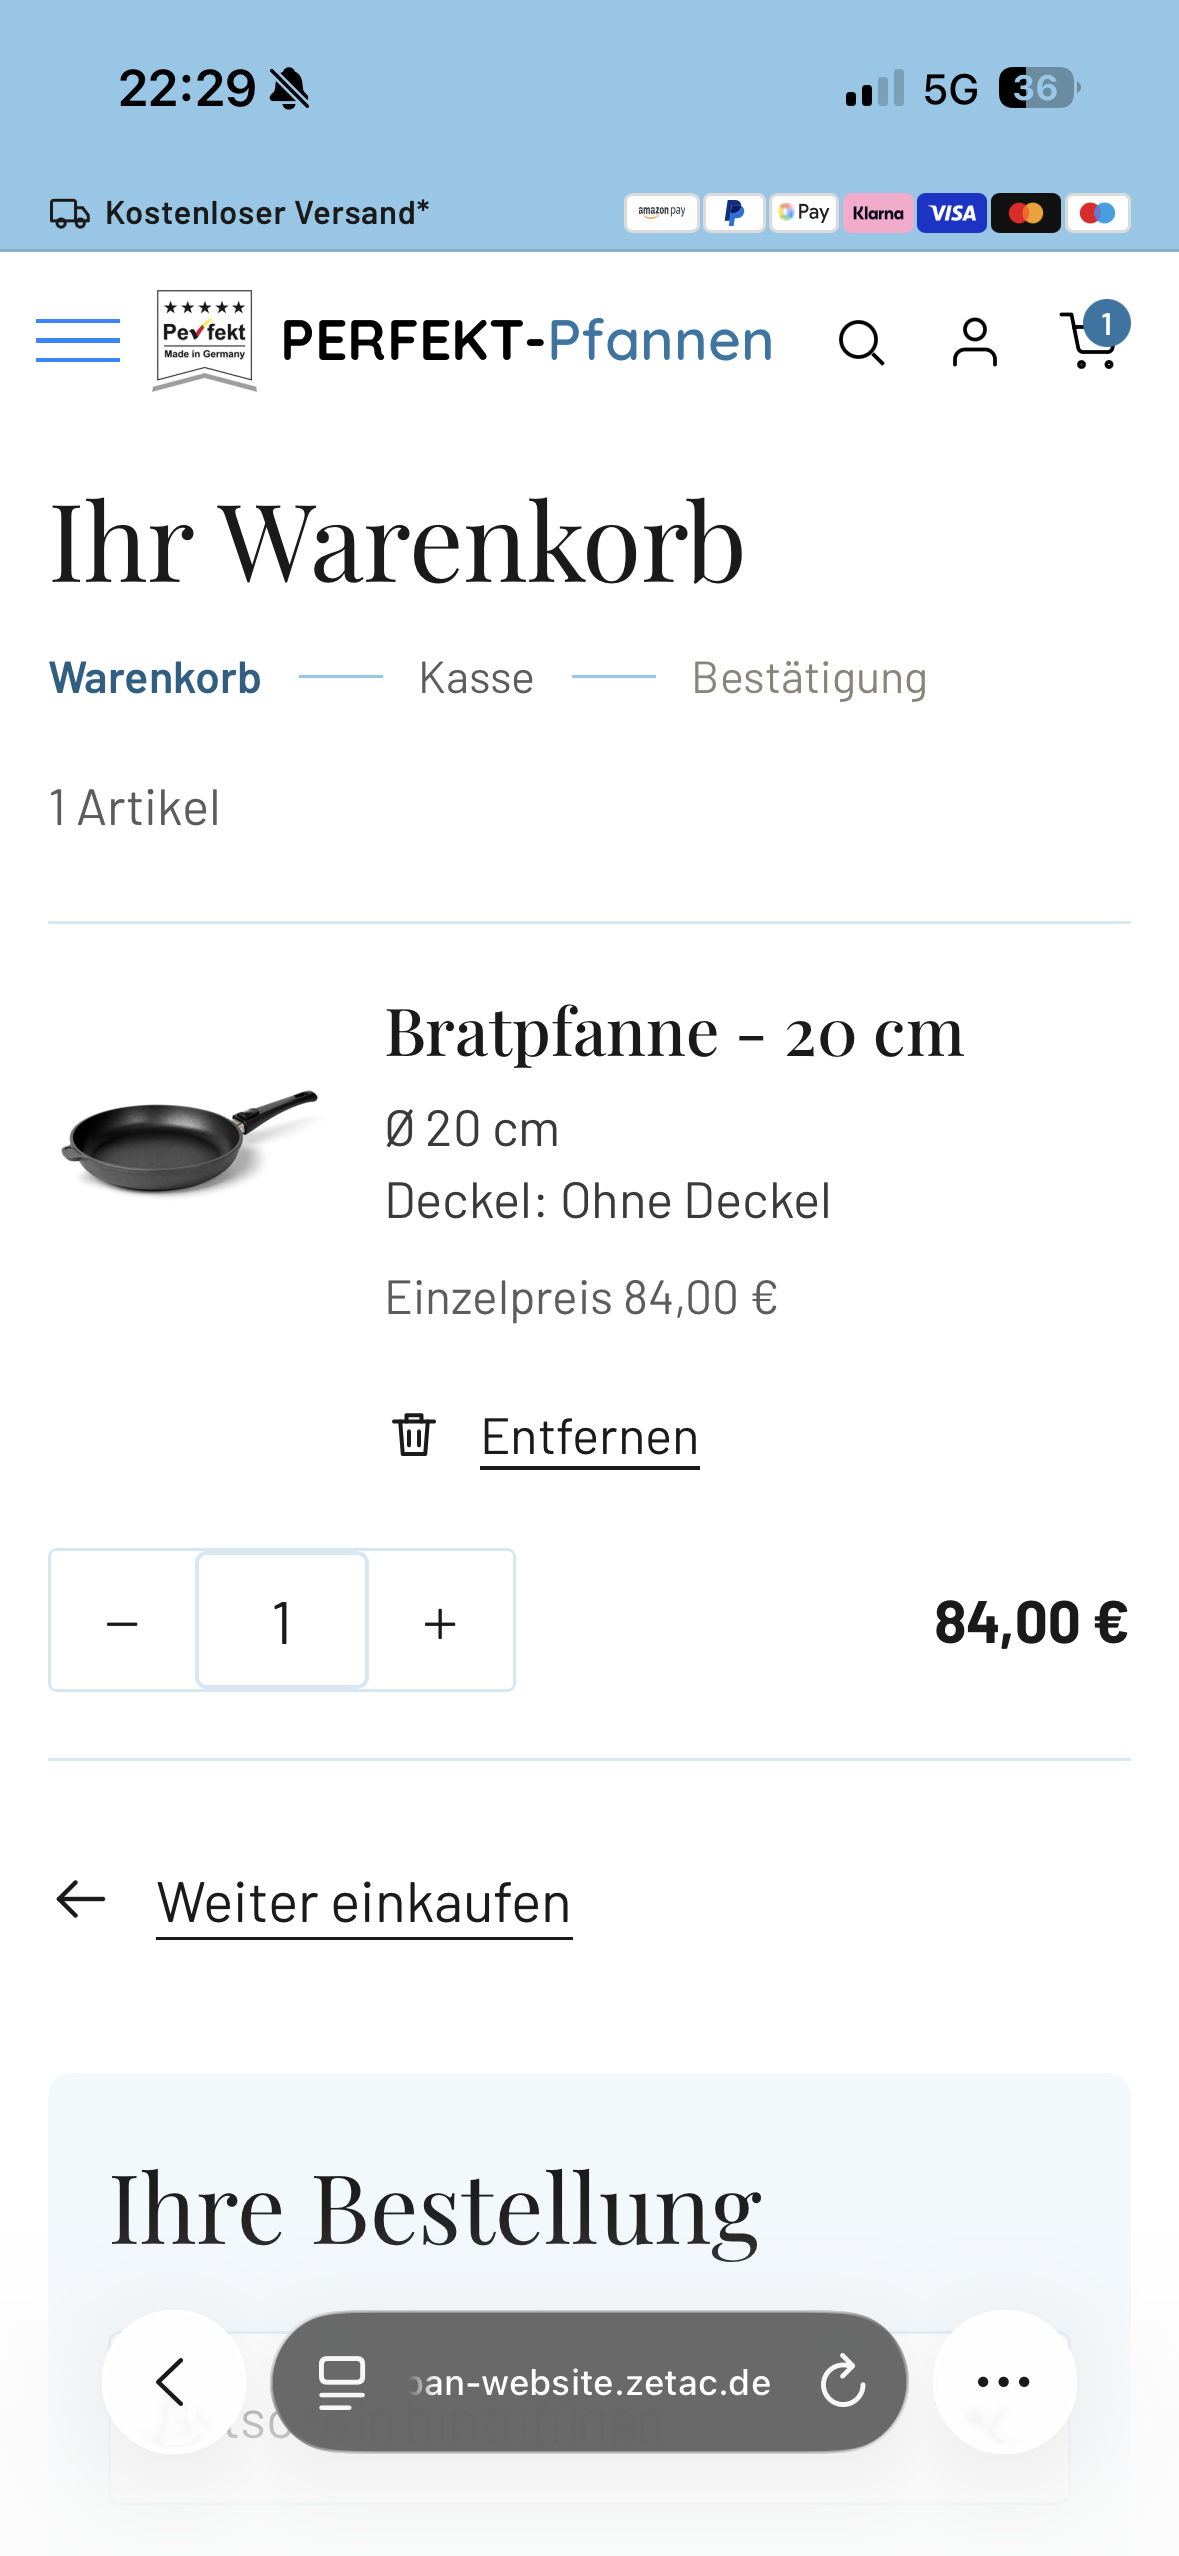 22:29
5G
36
Kostenloser Versand*
amazon pay
G Pay
Klarna
VISA
Perfekt
Made in Germany
PERFEKT-Pfannen
1
Ihr Warenkorb
Warenkorb
Kasse
Bestätigung
1 Artikel
Bratpfanne - 20 cm
Ø 20 cm
Deckel: Ohne Deckel
Einzelpreis 84,00 €
Entfernen
− 1 +
84,00 €
Weiter einkaufen
Ihre Bestellung
an-website.zetac.de